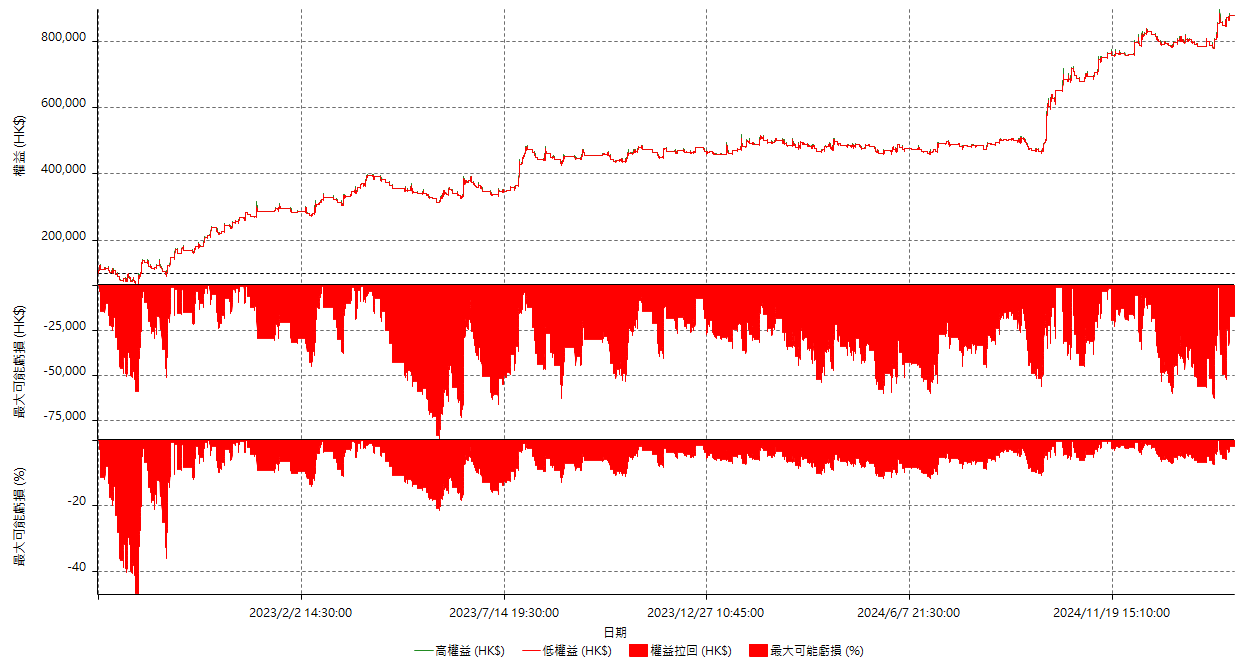 權益 (HK$)
800,000
600,000
400,000
200,000
最大可能虧損 (HK$)
-25,000
-50,000
-75,000
最大可能虧損 (%)
-20
-40
2023/2/2 14:30:00 2023/7/14 19:30:00 2023/12/27 10:45:00 2024/6/7 21:30:00 2024/11/19 15:10:00
日期
高權益 (HK$) 低權益 (HK$) 權益拉回 (HK$) 最大可能虧損 (%)